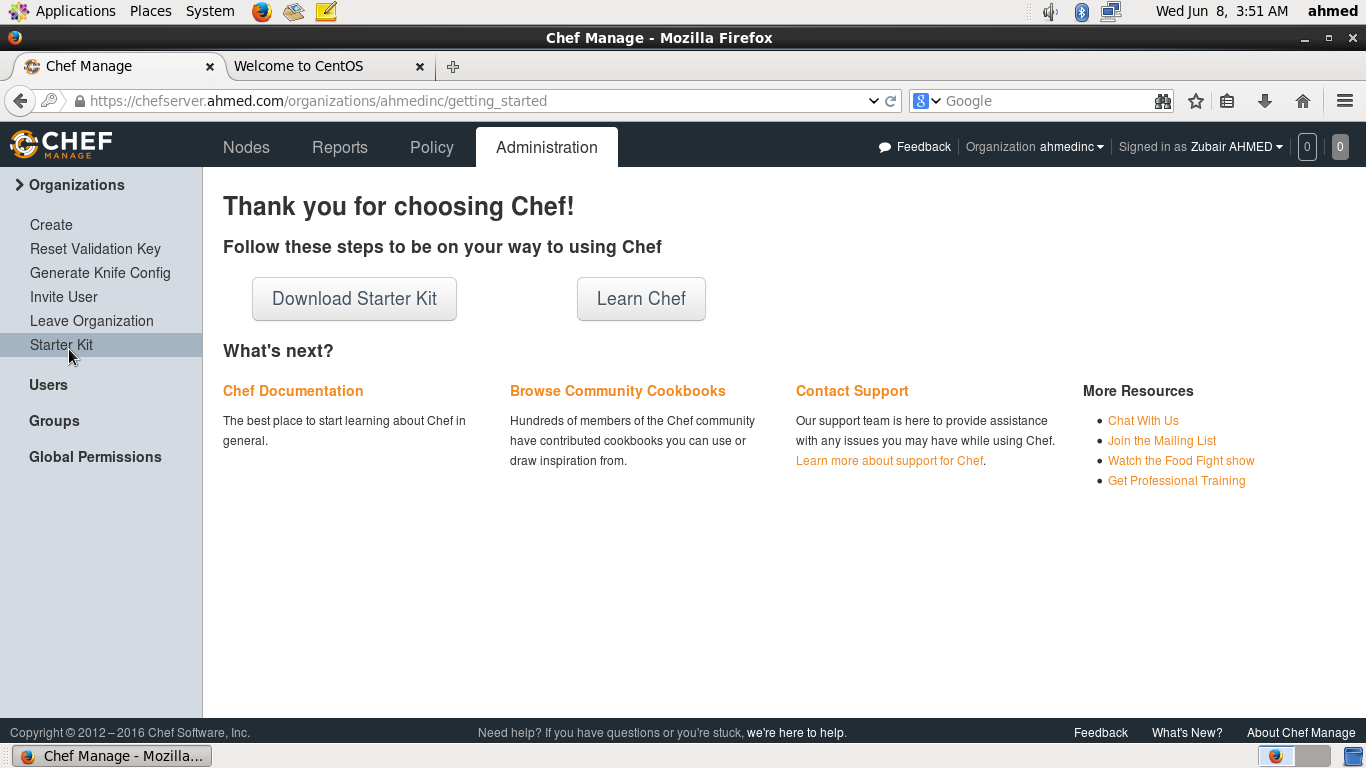 Applications Places System Wed Jun 8, 3:51 AM ahmed
Chef Manage - Mozilla Firefox
Chef Manage Welcome to CentOS
https://chefserver.ahmed.com/organizations/ahmedinc/getting_started Google
CHEF
MANAGE
Nodes Reports Policy Administration Feedback Organization ahmedinc Signed in as Zubair AHMED 0 0
Organizations
Create
Reset Validation Key
Generate Knife Config
Invite User
Leave Organization
Starter Kit
Users
Groups
Global Permissions
Thank you for choosing Chef!
Follow these steps to be on your way to using Chef
Download Starter Kit Learn Chef
What's next?
Chef Documentation
The best place to start learning about Chef in
general.
Browse Community Cookbooks
Hundreds of members of the Chef community
have contributed cookbooks you can use or
draw inspiration from.
Contact Support
Our support team is here to provide assistance
with any issues you may have while using Chef.
Learn more about support for Chef.
More Resources
Chat With Us
Join the Mailing List
Watch the Food Fight show
Get Professional Training
Copyright © 2012–2016 Chef Software, Inc. Need help? If you have questions or you're stuck, we're here to help. Feedback What's New? About Chef Manage
Chef Manage - Mozilla...